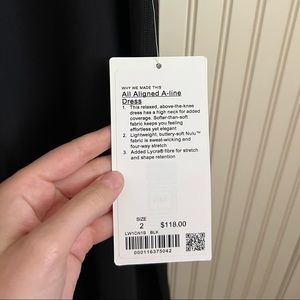 WHY WE MADE THIS
All Aligned A-line
Dress
1. This relaxed, above-the-knee
dress has a high neck for added
coverage. Softer-than-soft
fabric keeps you feeling
effortless yet elegant
2. Lightweight, buttery-soft Nulu™
fabric is sweat-wicking and
four-way stretch
3. Added Lycra® fibre for stretch
and shape retention
SIZE
2 $118.00
LW1CN1S BLK
000116375042